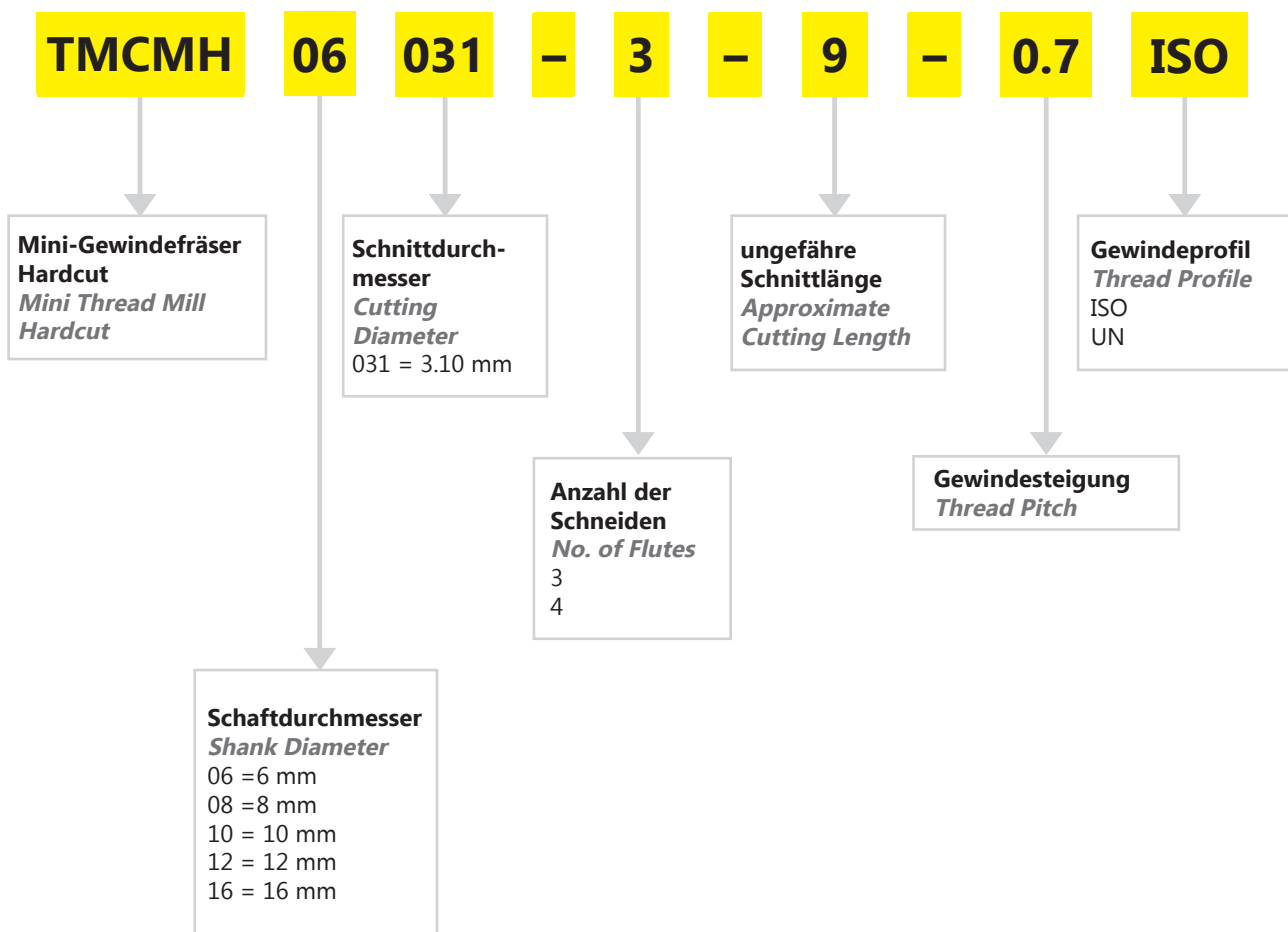 TMCMH 06 031 – 3 – 9 – 0.7 ISO
Mini-Gewindefräser
Hardcut
Mini Thread Mill
Hardcut
Schnittdurch-
messer
Cutting
Diameter
031 = 3.10 mm
ungefähre
Schnittlänge
Approximate
Cutting Length
Gewindeprofil
Thread Profile
ISO
UN
Anzahl der
Schneiden
No. of Flutes
3
4
Gewindesteigung
Thread Pitch
Schaftdurchmesser
Shank Diameter
06 =6 mm
08 =8 mm
10 = 10 mm
12 = 12 mm
16 = 16 mm